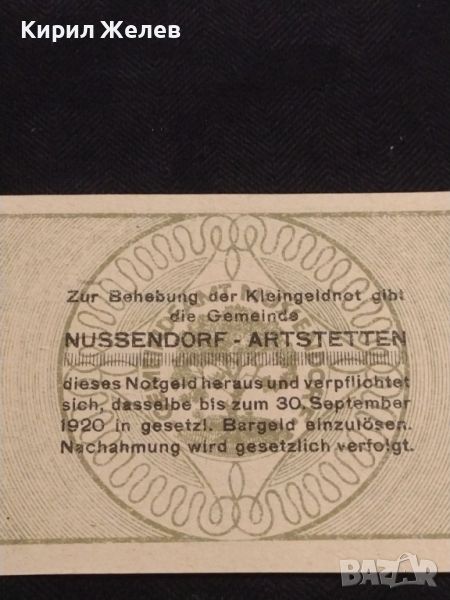 Кирил Желев
Zur Behebung der Kleingeldnot gibt
die Gemeinde
NUSSENDORF - ARTSTETTEN
dieses Notgeld heraus und verpflichtet
sich, dasselbe bis zum 30. September
1920 in gesetzl. Bargeld einzulösen.
Nachahmung wird gesetzlich verfolgt.
BAZAR